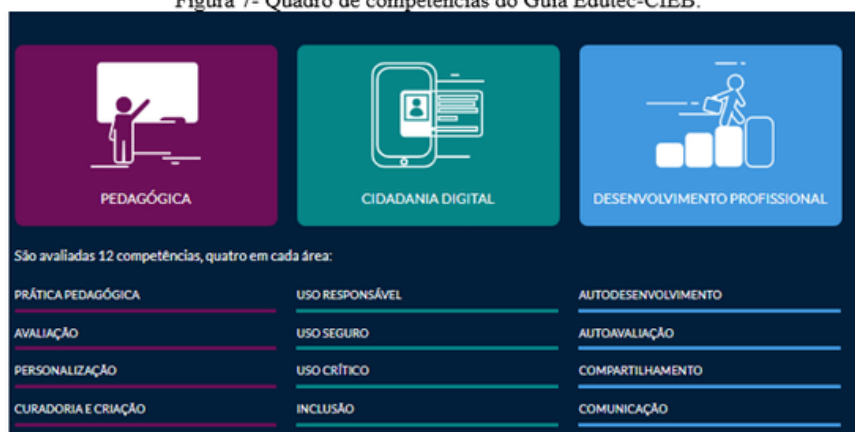 Figura 7- Quadro de competências do Guia Edutec-CIEB.
PEDAGÓGICA
CIDADANIA DIGITAL
DESENVOLVIMENTO PROFISSIONAL
São avaliadas 12 competências, quatro em cada área:
PRÁTICA PEDAGÓGICA USO RESPONSÁVEL AUTODESENVOLVIMENTO
AVALIAÇÃO USO SEGURO AUTOAVALIAÇÃO
PERSONALIZAÇÃO USO CRÍTICO COMPARTILHAMENTO
CURADORIA E CRIAÇÃO INCLUSÃO COMUNICAÇÃO